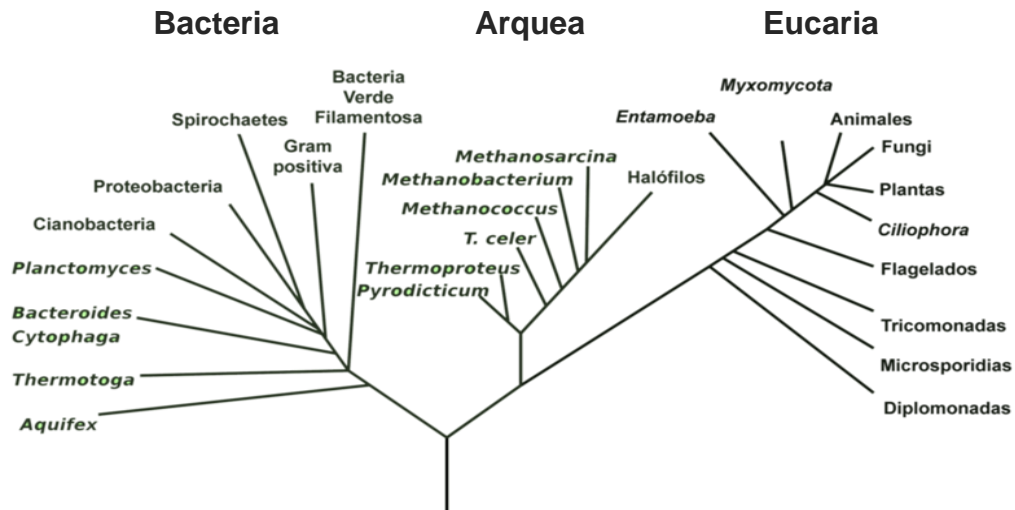 Bacteria
Arquea
Eucaria
Bacteria
Verde
Filamentosa
Spirochaetes
Gram
positiva
Proteobacteria
Cianobacteria
Planctomyces
Bacteroides
Cytophaga
Thermotoga
Aquifex
Methanosarcina
Methanobacterium
Halófilos
Methanococcus
T. celer
Thermoproteus
Pyrodicticum
Myxomycota
Entamoeba
Animales
Fungi
Plantas
Ciliophora
Flagelados
Tricomonadas
Microsporidias
Diplomonadas